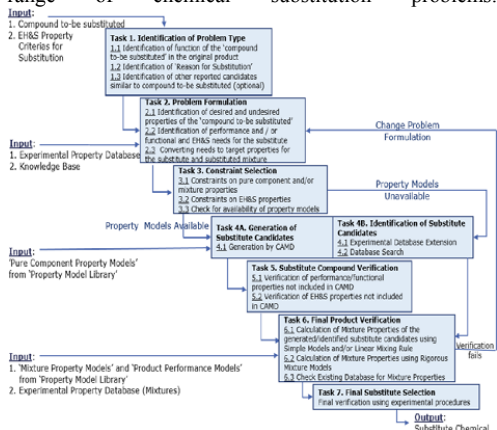 range of chemical substitution problems.
Input:
1. Compound to-be substituted
2. EH&S Property
Criteria for
Substitution
Task 1. Identification of Problem Type
1.1 Identification of function of the 'compound
to-be substituted' in the original product
1.2 Identification of 'Reason for Substitution'
1.3 Identification of other reported candidates
similar to compound to-be substituted (optional)
Task 2. Problem Formulation
2.1 Identification of desired and undesired
properties of the 'compound to be substituted'
2.2 Identification of performance and / or
functional and EH&S needs for the substitute
2.3 Converting needs to target properties for
the substitute and substituted mixture
Change Problem
Formulation
Input:
1. Experimental Property Database
2. Knowledge Base
Task 3. Constraint Selection
3.1 Constraints on pure component and/or
mixture properties
3.2 Constraints on EH&S properties
3.3 Check for availability of property models
Property Models
Unavailable
Property Models Available
Task 4A. Generation of
Substitute Candidates
4.1 Generation by CAMD
Task 4B. Identification of Substitute
Candidates
4.1 Experimental Database Extension
4.2 Database Search
Input:
'Pure Component Property Models'
from 'Property Model Library'
Task 5. Substitute Compound Verification
5.1 Verification of performance/functional
properties not included in CAMD
5.2 Verification of EH&S properties not included
in CAMD
Task 6. Final Product Verification
6.1 Calculation of Mixture Properties of the
generated/identified substitute candidates using
Simple Models and/or Linear Mixing Rule
6.2 Calculation of Mixture Properties using Rigorous
Mixture Models
6.3 Check Existing Database for Mixture Properties
Verification
fails
Input:
1. 'Mixture Property Models' and 'Product Performance Models'
from 'Property Model Library'
2. Experimental Property Database (Mixtures)
Task 7. Final Substitute Selection
Final verification using experimental procedures
Output:
Substitute Chemical